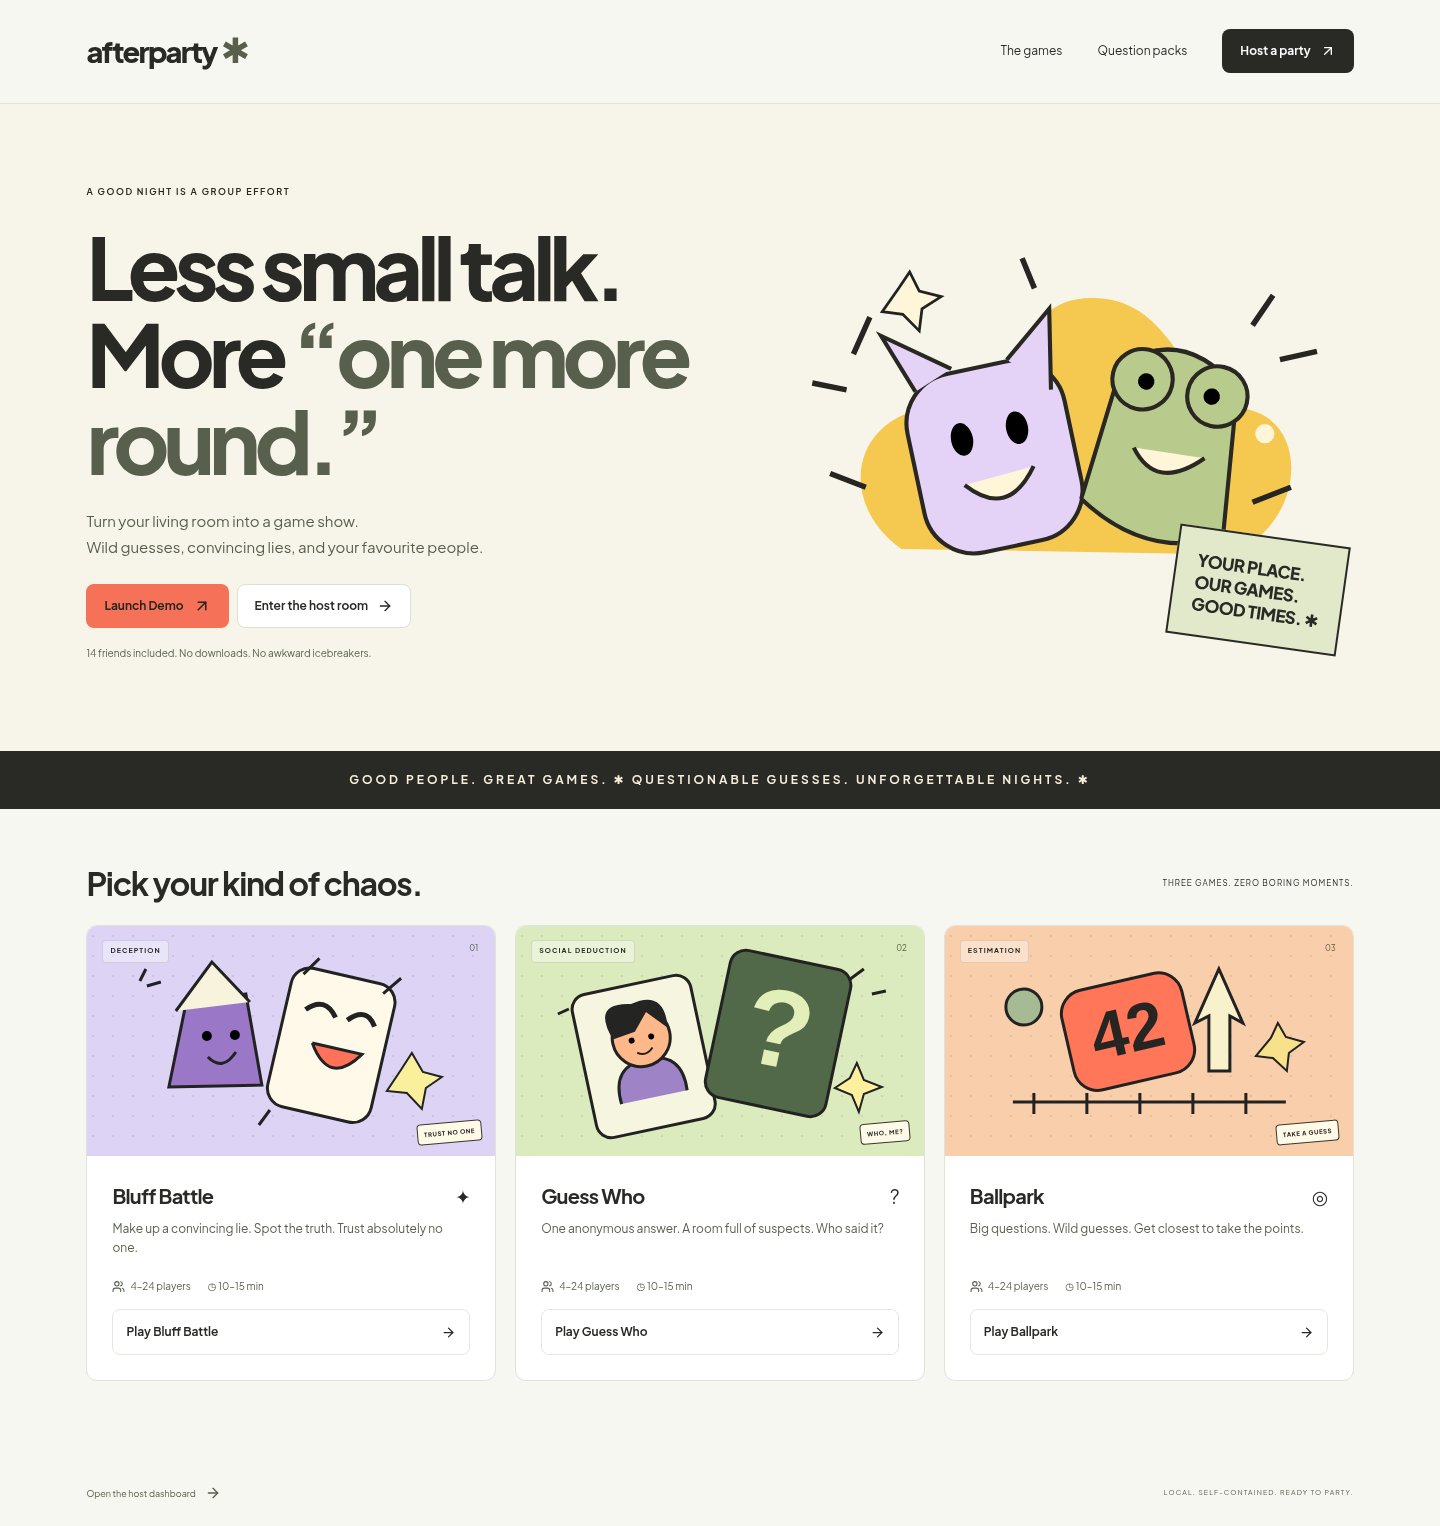 afterparty ✱
The games
Question packs
Host a party
A GOOD NIGHT IS A GROUP EFFORT
Less small talk.
More “one more
round.”
Turn your living room into a game show.
Wild guesses, convincing lies, and your favourite people.
Launch Demo
Enter the host room
14 friends included. No downloads. No awkward icebreakers.
YOUR PLACE.
OUR GAMES.
GOOD TIMES. ✱
GOOD PEOPLE. GREAT GAMES. ✱ QUESTIONABLE GUESSES. UNFORGETTABLE NIGHTS. ✱
Pick your kind of chaos.
THREE GAMES. ZERO BORING MOMENTS.
DECEPTION
01
TRUST NO ONE
Bluff Battle
Make up a convincing lie. Spot the truth. Trust absolutely no
one.
4–24 players
10–15 min
Play Bluff Battle
SOCIAL DEDUCTION
02
?
WHO, ME?
Guess Who
?
One anonymous answer. A room full of suspects. Who said it?
4–24 players
10–15 min
Play Guess Who
ESTIMATION
03
42
TAKE A GUESS
Ballpark
Big questions. Wild guesses. Get closest to take the points.
4–24 players
10–15 min
Play Ballpark
Open the host dashboard
LOCAL. SELF-CONTAINED. READY TO PARTY.